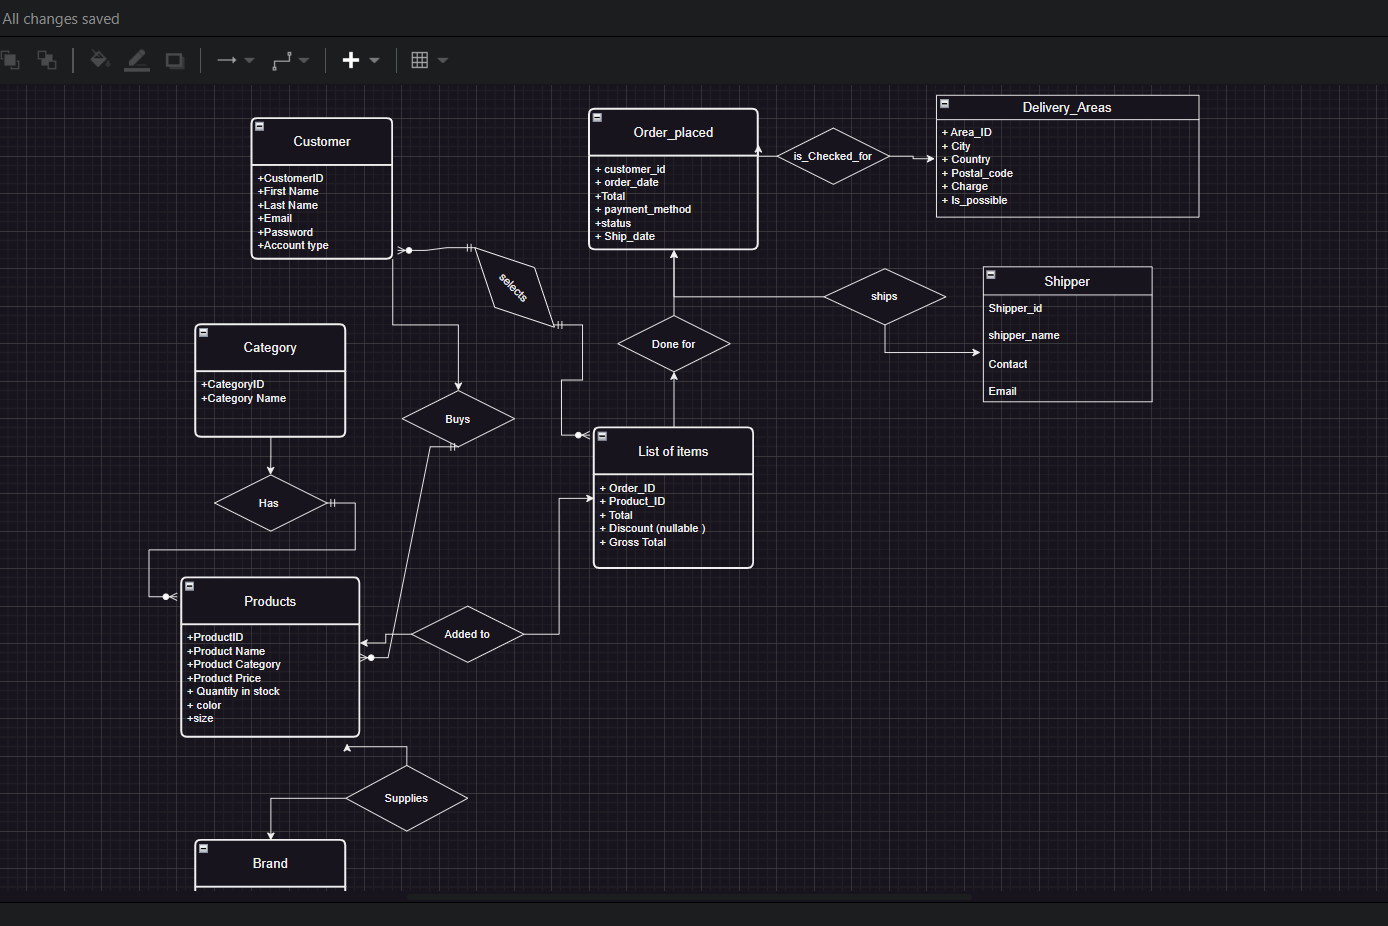 All changes saved
Customer
+CustomerID
+First Name
+Last Name
+Email
+Password
+Account type
Order_placed
+ customer_id
+ order_date
+Total
+ payment_method
+status
+ Ship_date
is_Checked_for
Delivery_Areas
+ Area_ID
+ City
+ Country
+ Postal_code
+ Charge
+ Is_possible
selects
ships
Shipper
Shipper_id
shipper_name
Contact
Email
Category
+CategoryID
+Category Name
Done for
Buys
List of items
+ Order_ID
+ Product_ID
+ Total
+ Discount (nullable )
+ Gross Total
Has
Products
+ProductID
+Product Name
+Product Category
+Product Price
+ Quantity in stock
+ color
+size
Added to
Supplies
Brand